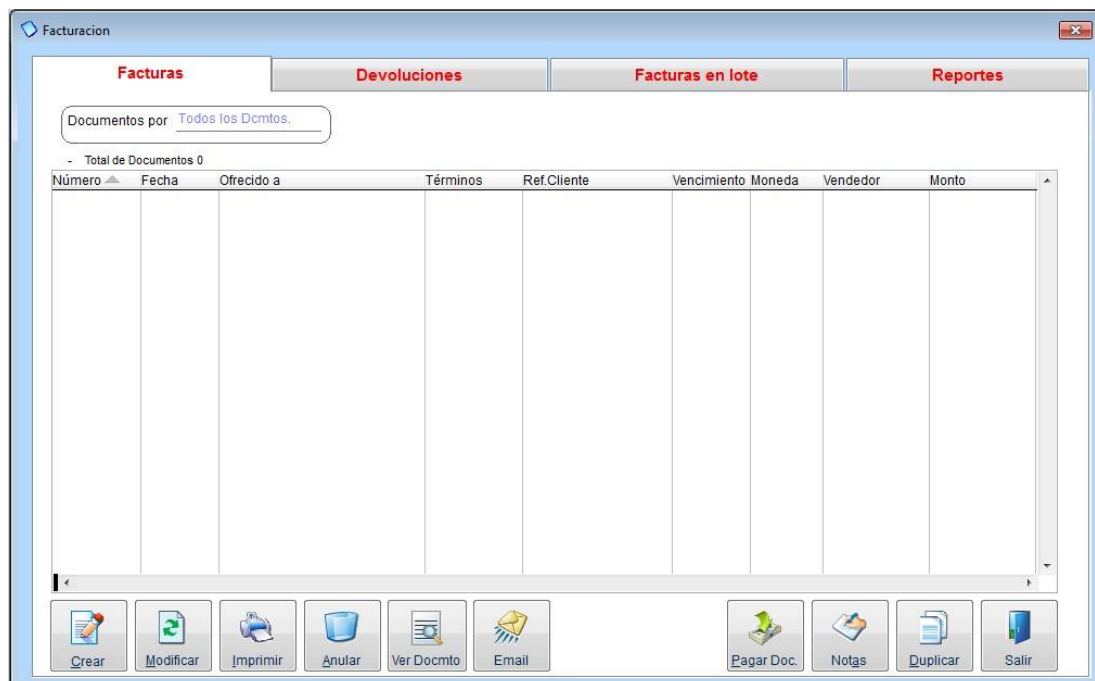 Facturacion
Facturas Devoluciones Facturas en lote Reportes
Documentos por Todos los Dcmtos.
- Total de Documentos 0
Número Fecha Ofrecido a Términos Ref.Cliente Vencimiento Moneda Vendedor Monto
Crear Modificar Imprimir Anular Ver Docmto Email Pagar Doc. Notas Duplicar Salir